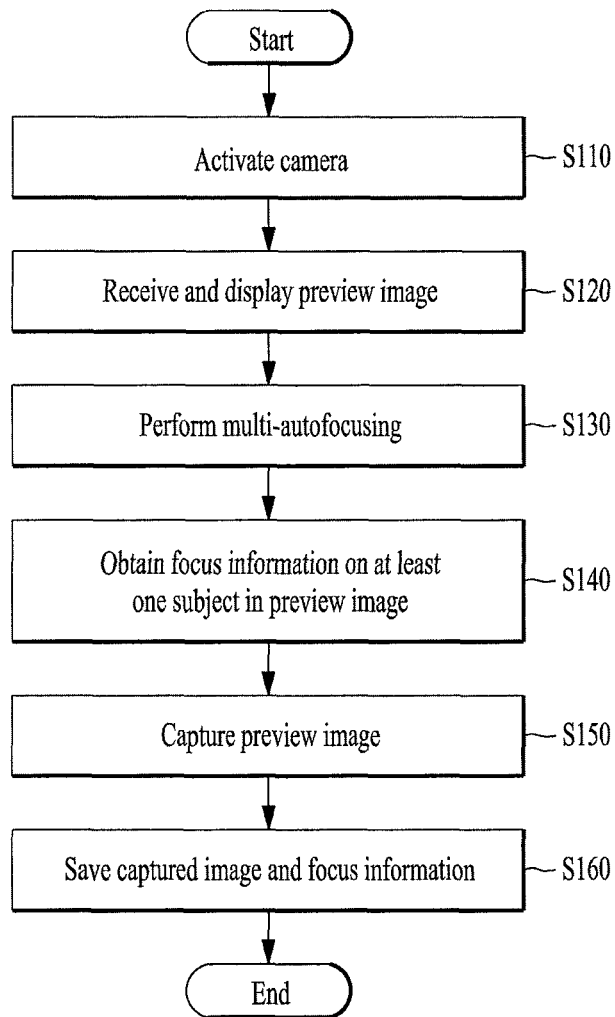 Start
Activate camera
S110
Receive and display preview image
S120
Perform multi-autofocusing
S130
Obtain focus information on at least
one subject in preview image
S140
Capture preview image
S150
Save captured image and focus information
S160
End